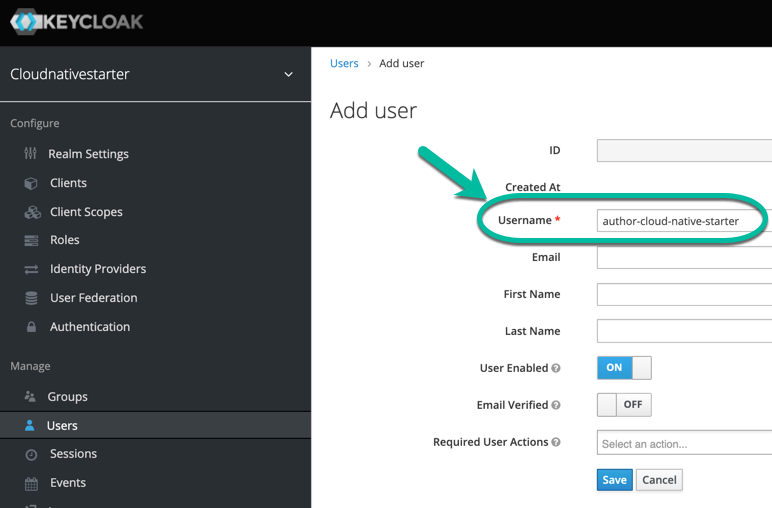 KEYCLOAK
Cloudnativestarter
Configure
Realm Settings
Clients
Client Scopes
Roles
Identity Providers
User Federation
Authentication
Manage
Groups
Users
Sessions
Events
Users > Add user
Add user
ID
Created At
Username * author-cloud-native-starter
Email
First Name
Last Name
User Enabled ON
Email Verified OFF
Required User Actions Select an action...
Save Cancel